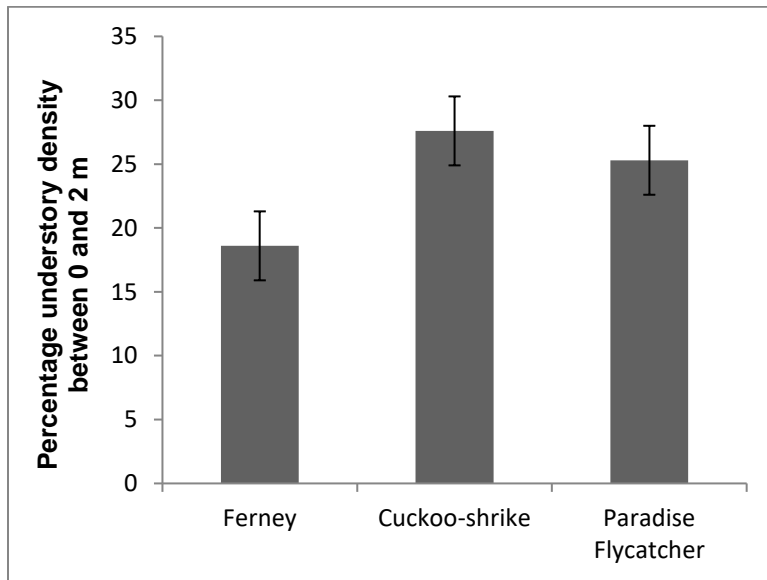 Percentage understory density
between 0 and 2 m
35
30
25
20
15
10
5
0
Ferney
Cuckoo-shrike
Paradise
Flycatcher